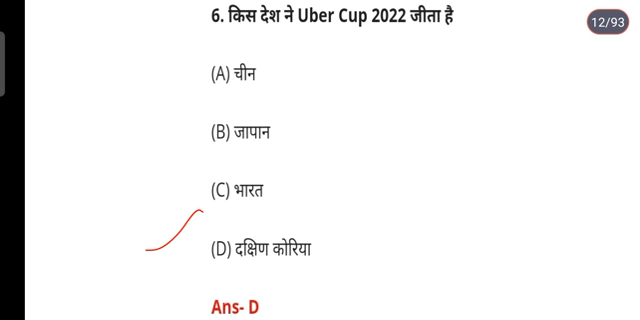 12/93
6. किस देश ने Uber Cup 2022 जीता है
(A) चीन
(B) जापान
(C) भारत
(D) दक्षिण कोरिया
Ans- D